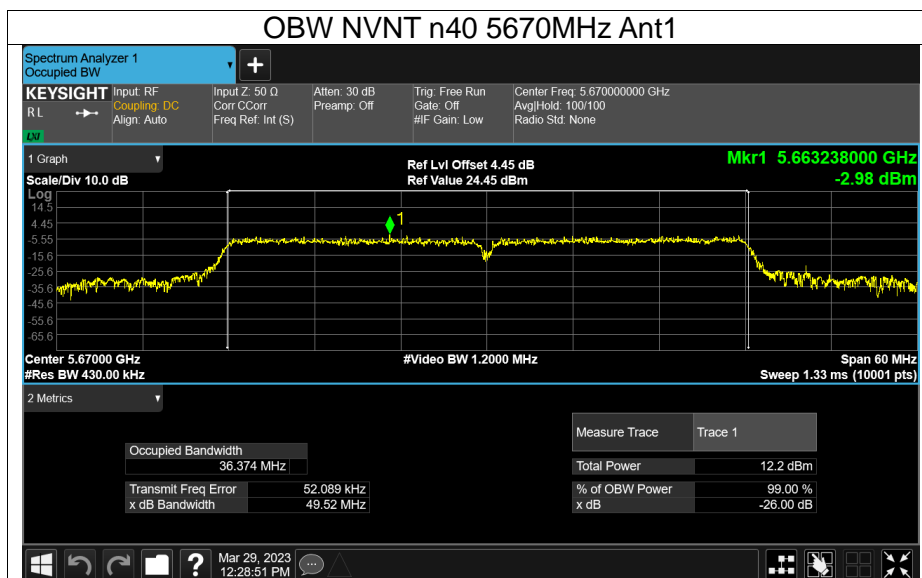 OBW NVNT n40 5670MHz Ant1
Spectrum Analyzer 1
Occupied BW
KEYSIGHT
R L
LXI
Input: RF
Coupling: DC
Align: Auto
Input Z: 50 Ω
Corr CCorr
Freq Ref: Int (S)
Atten: 30 dB
Preamp: Off
Trig: Free Run
Gate: Off
#IF Gain: Low
Center Freq: 5.670000000 GHz
Avg|Hold: 100/100
Radio Std: None
1 Graph
Scale/Div 10.0 dB
Ref Lvl Offset 4.45 dB
Ref Value 24.45 dBm
Mkr1 5.663238000 GHz
-2.98 dBm
Log
14.5
4.45
-5.55
-15.6
-25.6
-35.6
-45.6
-55.6
-65.6
1
Center 5.67000 GHz
#Res BW 430.00 kHz
#Video BW 1.2000 MHz
Span 60 MHz
Sweep 1.33 ms (10001 pts)
2 Metrics
Occupied Bandwidth
36.374 MHz
Transmit Freq Error 52.089 kHz
x dB Bandwidth 49.52 MHz
Measure Trace Trace 1
Total Power 12.2 dBm
% of OBW Power 99.00 %
x dB -26.00 dB
?
Mar 29, 2023
12:28:51 PM